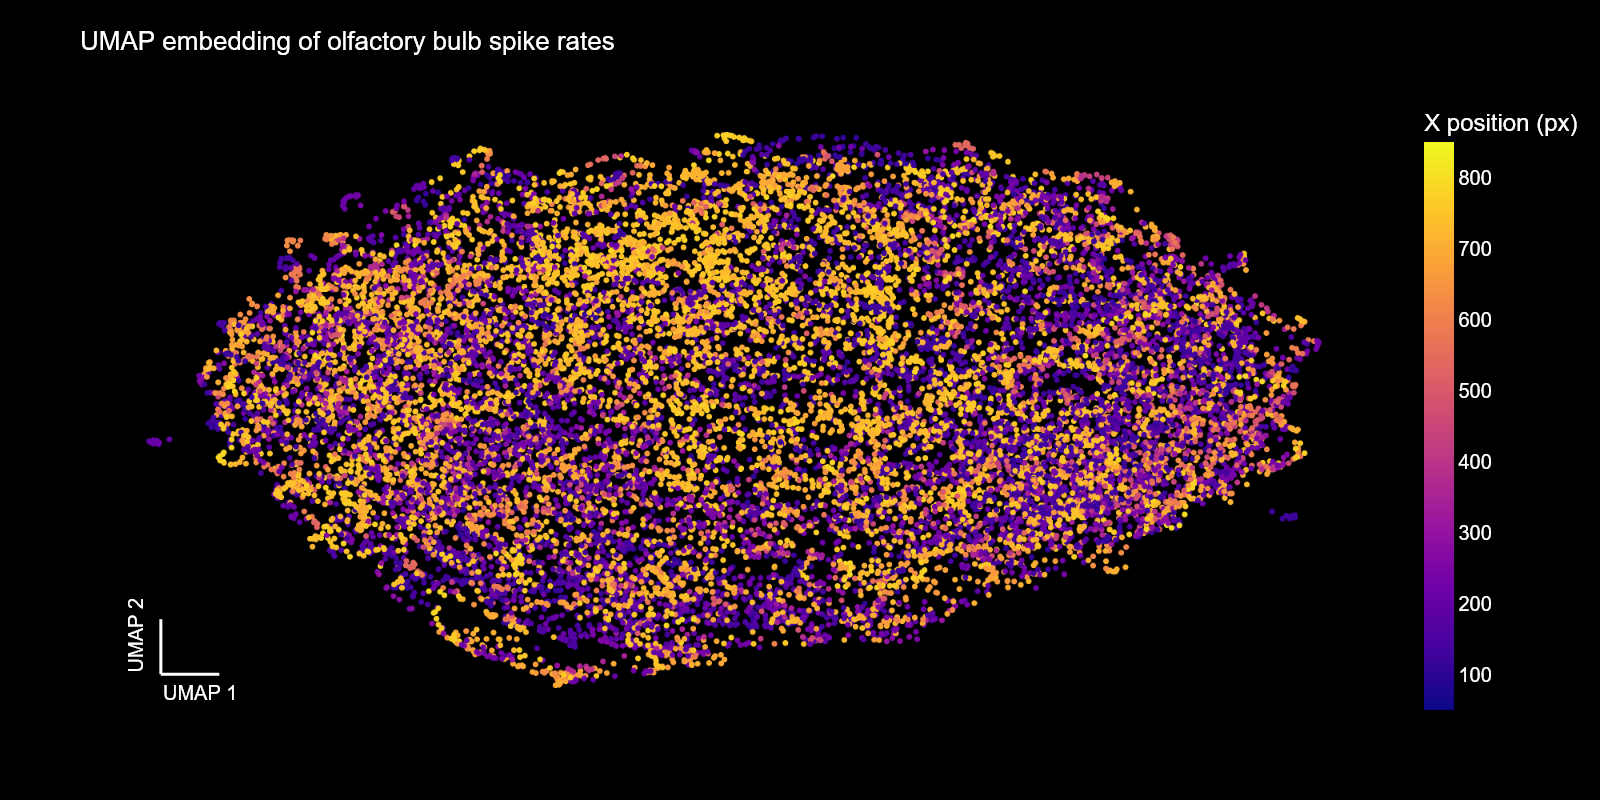 UMAP embedding of olfactory bulb spike rates
X position (px)
800
700
600
500
400
300
200
100
UMAP 2
UMAP 1